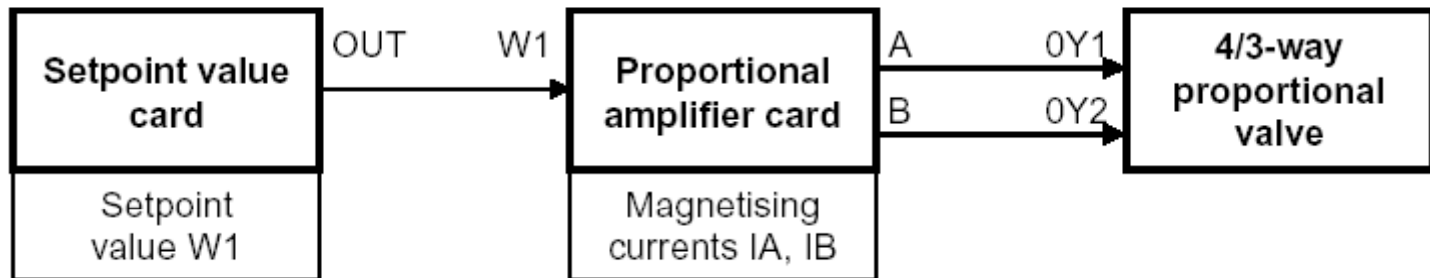 Setpoint value
card
OUT
W1
Proportional
amplifier card
A
0Y1
B
0Y2
4/3-way
proportional
valve
Setpoint
value W1
Magnetising
currents IA, IB